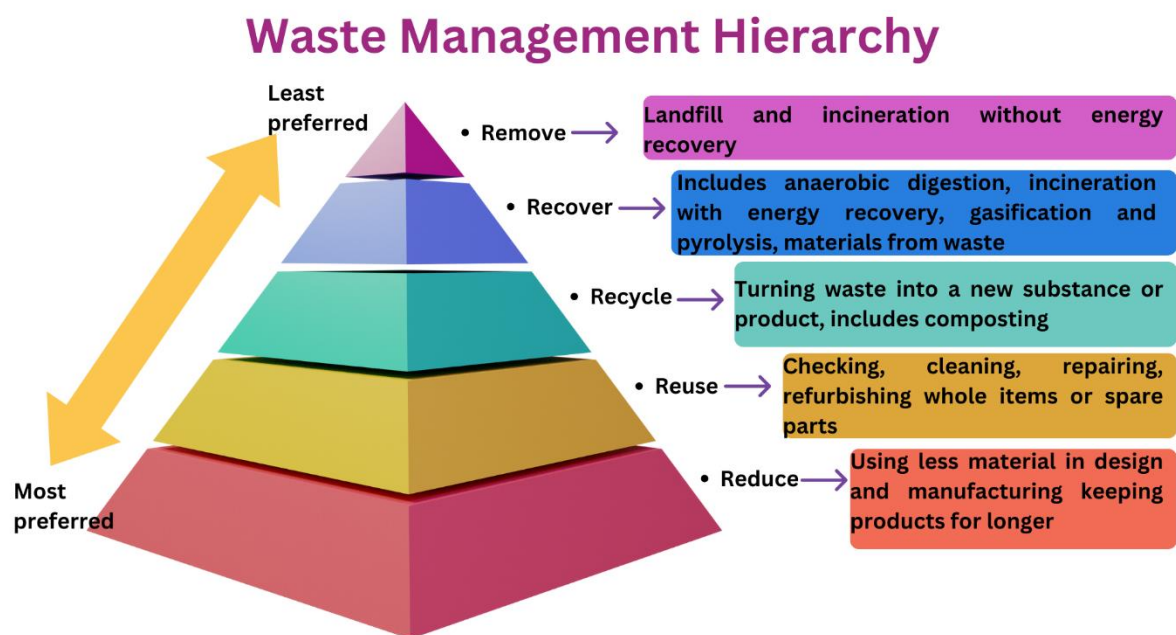 Waste Management Hierarchy
Least
preferred
• Remove
Landfill and incineration without energy
recovery
• Recover
Includes anaerobic digestion, incineration
with energy recovery, gasification and
pyrolysis, materials from waste
• Recycle
Turning waste into a new substance or
product, includes composting
• Reuse
Checking, cleaning, repairing,
refurbishing whole items or spare
parts
• Reduce
Using less material in design
and manufacturing keeping
products for longer
Most
preferred